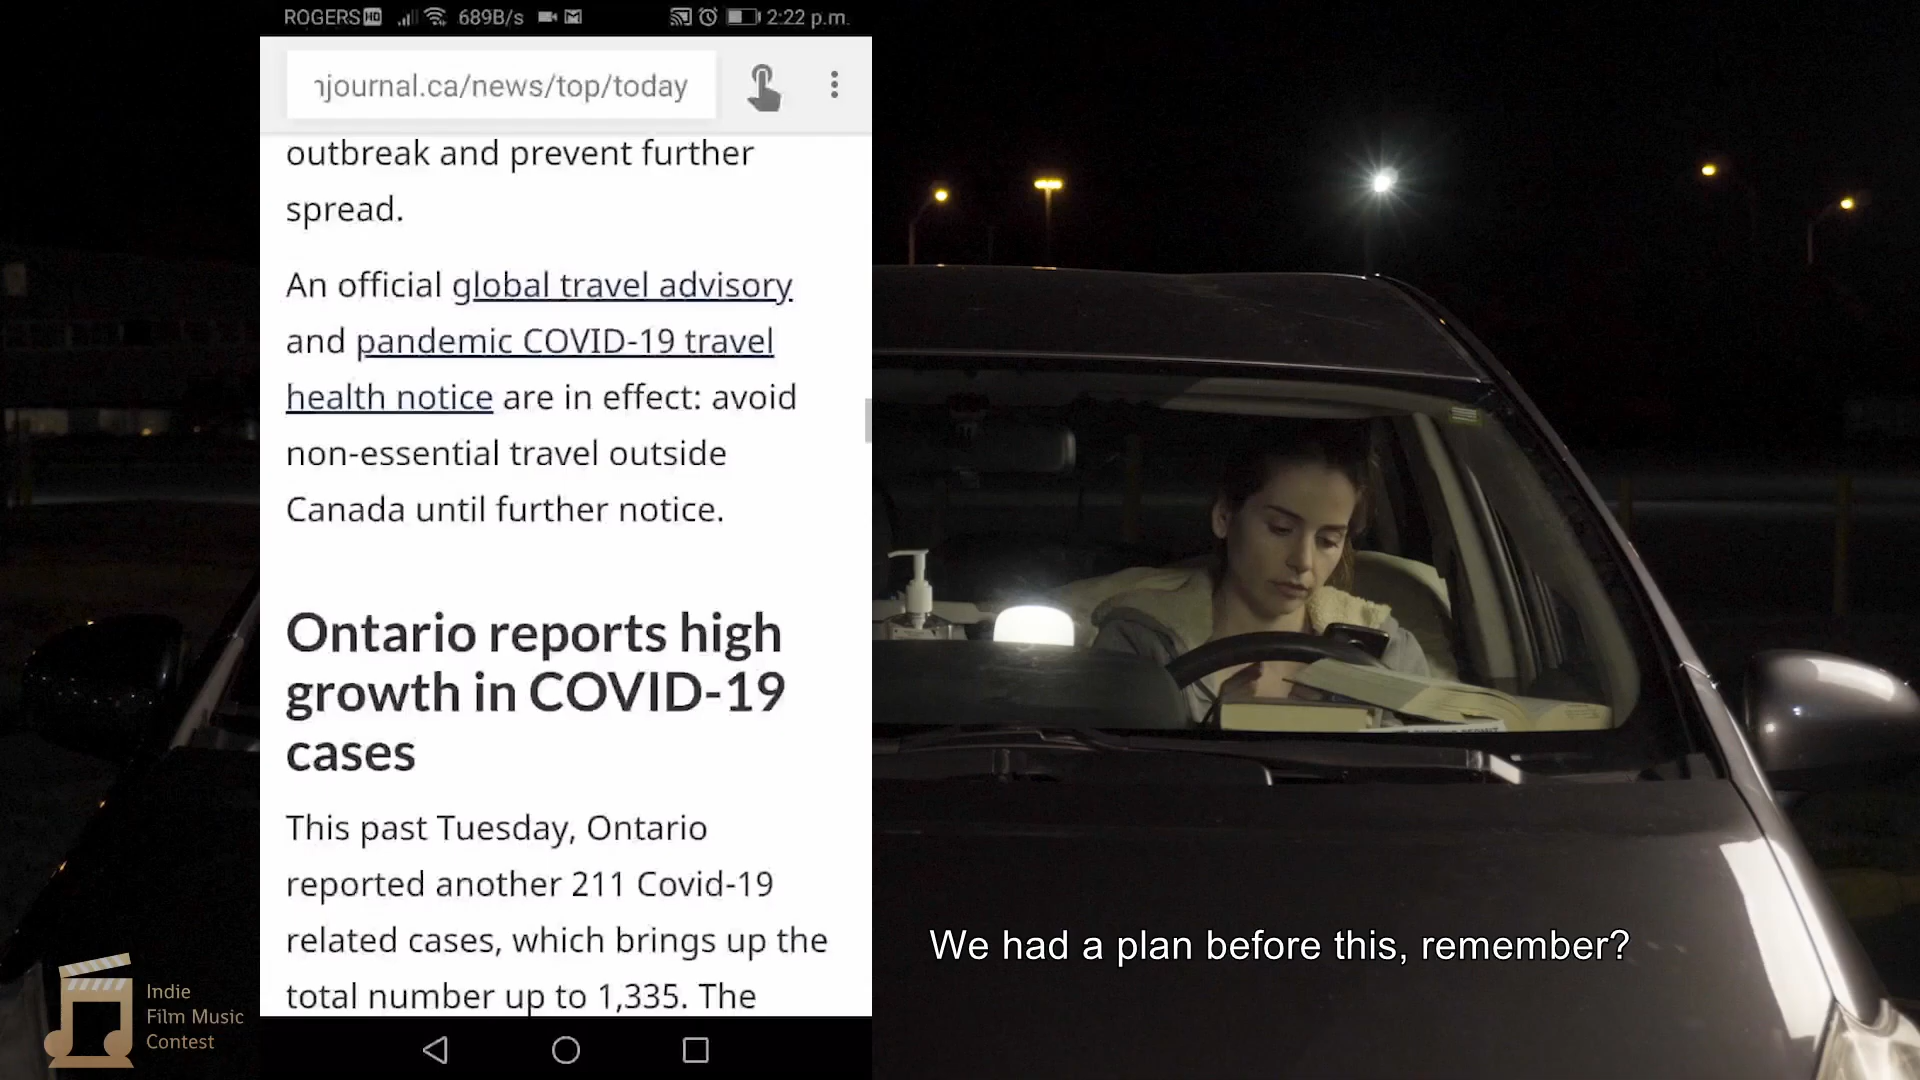 ROGERS HD 689B/s 2:22 p.m.
journal.ca/news/top/today
outbreak and prevent further
spread.
An official global travel advisory
and pandemic COVID-19 travel
health notice are in effect: avoid
non-essential travel outside
Canada until further notice.
Ontario reports high
growth in COVID-19
cases
This past Tuesday, Ontario
reported another 211 Covid-19
related cases, which brings up the
total number up to 1,335. The
We had a plan before this, remember?
Indie
Film Music
Contest